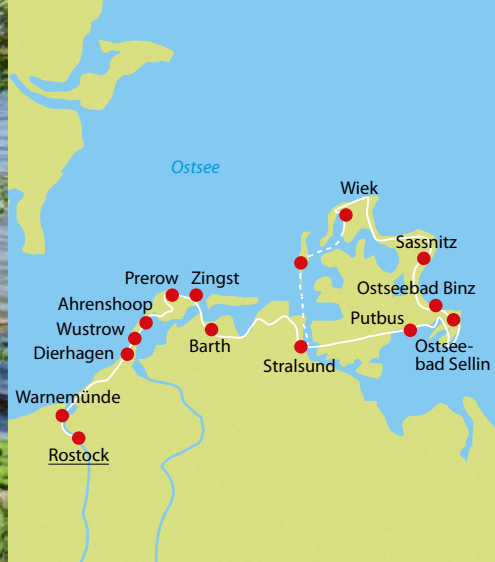 Ostsee
Wiek
Sassnitz
Prerow
Zingst
Ostseebad Binz
Ahrenshoop
Putbus
Wustrow
Barth
Dierhagen
Stralsund
Ostsee-
bad Sellin
Warnemünde
Rostock